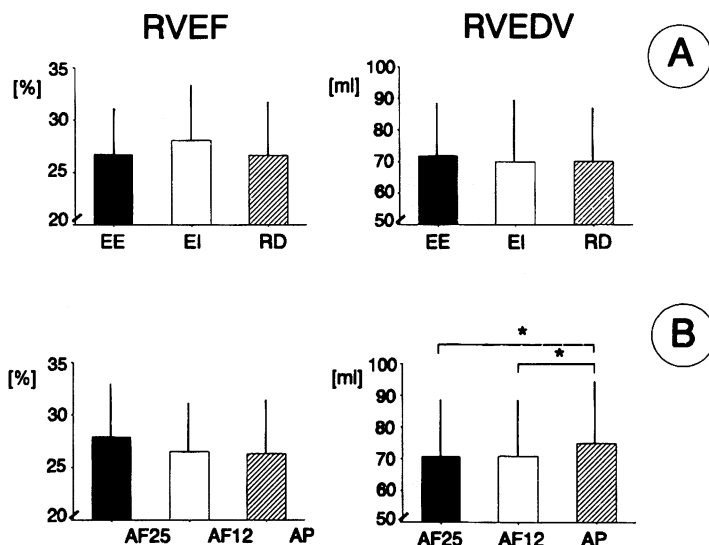 RVEF
RVEDV
A
[%]
35
30
25
20
EE EI RD
[ml]
100
90
80
70
60
50
EE EI RD
B
[%]
35
30
25
20
AF25 AF12 AP
[ml]
100
90
80
70
60
50
*
*
AF25 AF12 AP